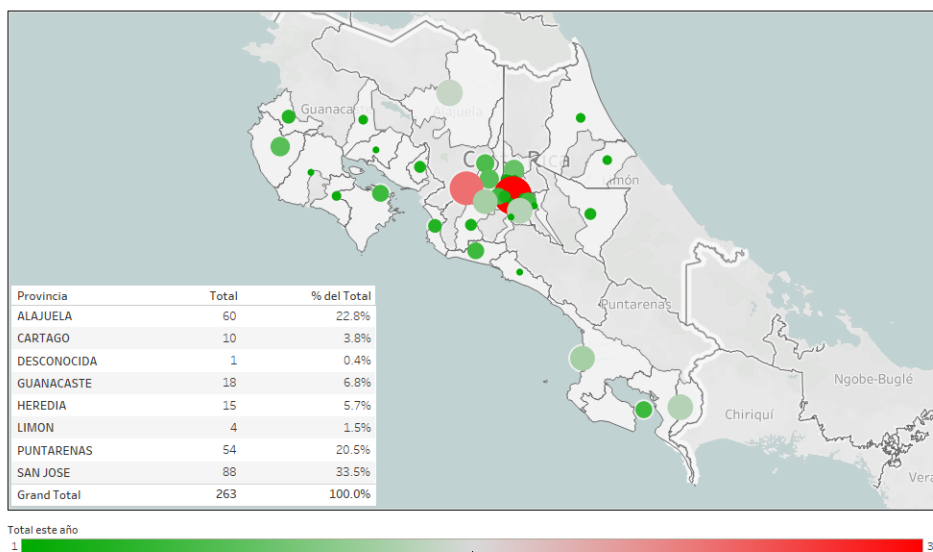 Guanacaste
Alajuela
Costa Rica
Limón
Puntarenas
Ngobe-Buglé
Chiriquí
Vera
Provincia Total % del Total
ALAJUELA 60 22.8%
CARTAGO 10 3.8%
DESCONOCIDA 1 0.4%
GUANACASTE 18 6.8%
HEREDIA 15 5.7%
LIMON 4 1.5%
PUNTARENAS 54 20.5%
SAN JOSE 88 33.5%
Grand Total 263 100.0%
Total este año
1 3